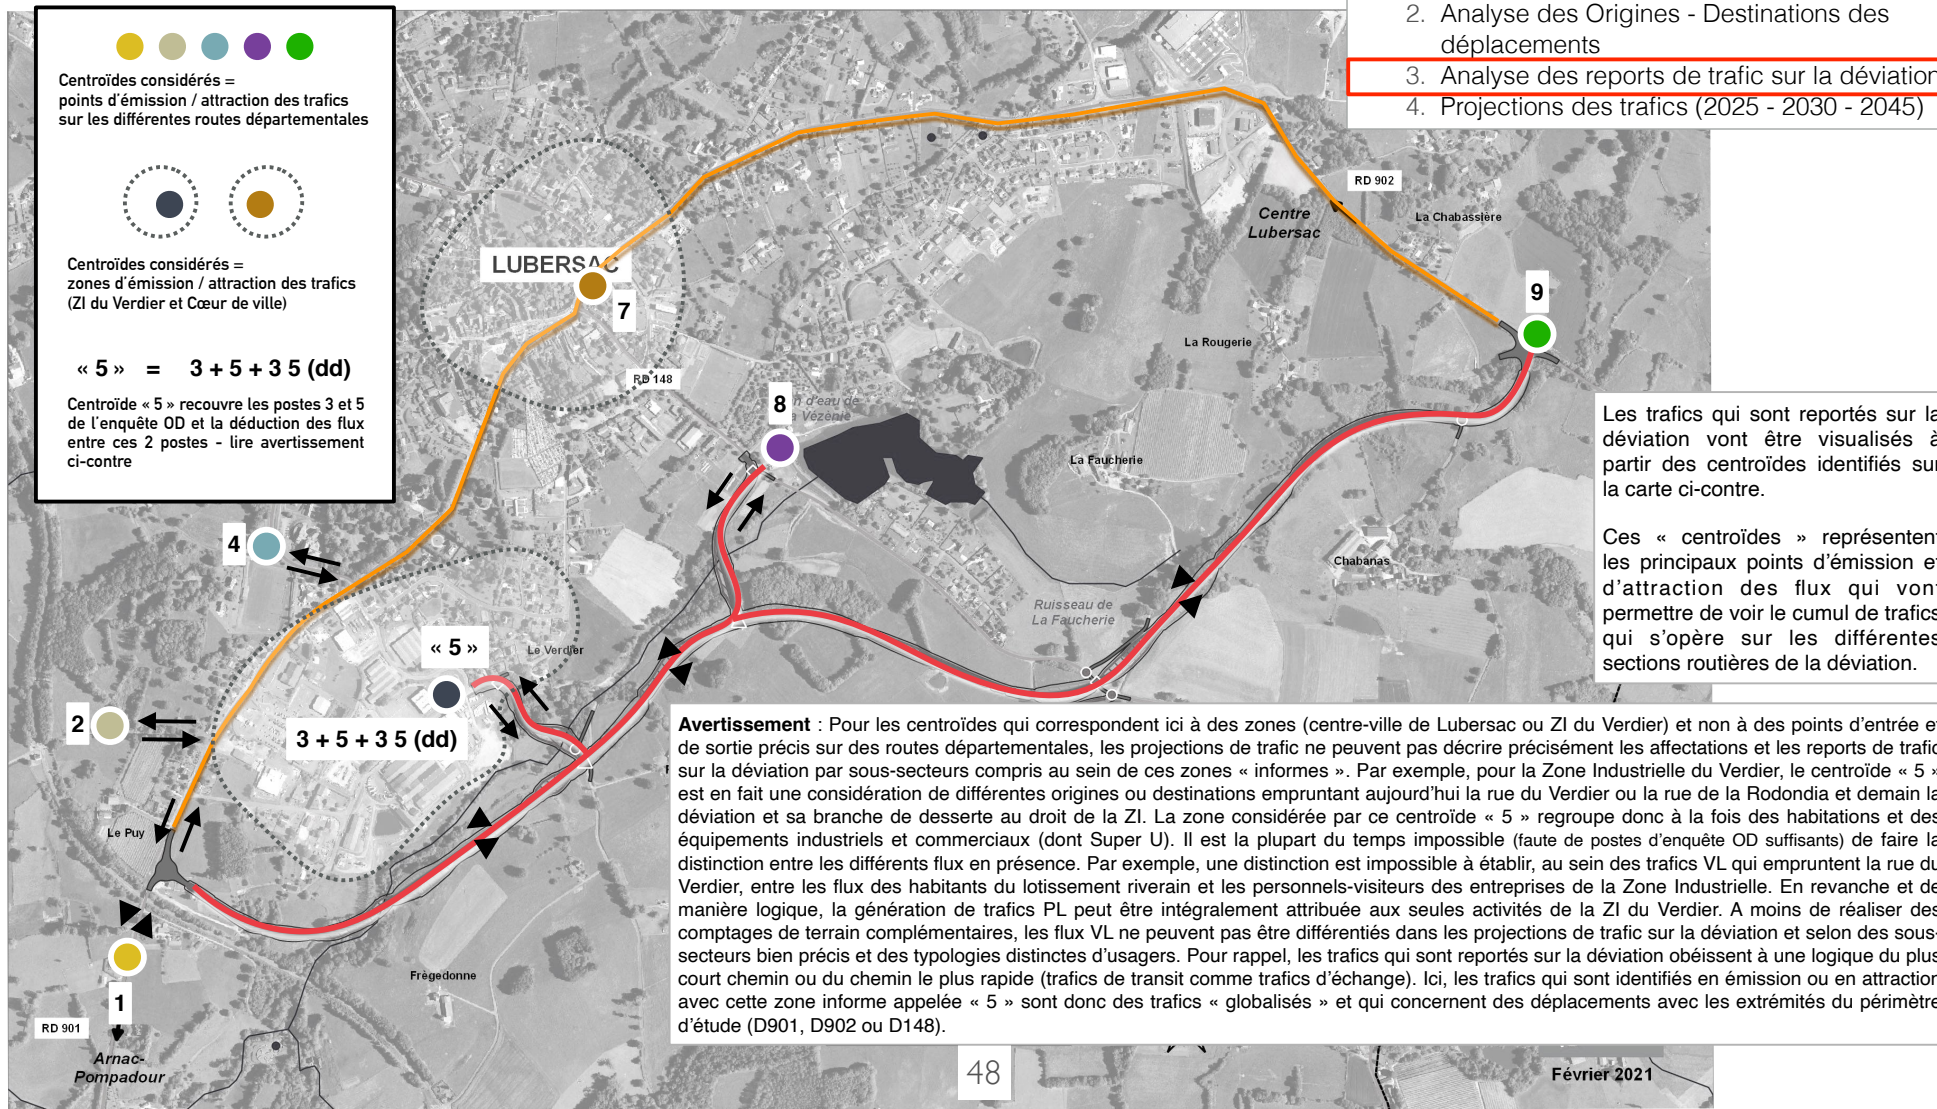 2. Analyse des Origines - Destinations des
déplacements
3. Analyse des reports de trafic sur la déviation
4. Projections des trafics (2025 - 2030 - 2045)
Centroïdes considérés =
points d'émission / attraction des trafics
sur les différentes routes départementales
Centroïdes considérés =
zones d'émission / attraction des trafics
(ZI du Verdier et Cœur de ville)
« 5 » = 3 + 5 + 3 5 (dd)
Centroïde « 5 » recouvre les postes 3 et 5
de l'enquête OD et la déduction des flux
entre ces 2 postes - lire avertissement
ci-contre
RD 902
La Chabassière
Centre
Lubersac
LUBERSAC
7
9
La Rougerie
RD 148
8
n d'eau de
a Vézénie
La Faucherie
Chabanas
Ruisseau de
La Faucherie
4
« 5 »
Le Verdier
2
3 + 5 + 3 5 (dd)
Le Puy
Frègedonne
1
RD 901
Arnac-
Pompadour
Les trafics qui sont reportés sur la
déviation vont être visualisés à
partir des centroïdes identifiés sur
la carte ci-contre.
Ces « centroïdes » représentent
les principaux points d'émission et
d'attraction des flux qui vont
permettre de voir le cumul de trafics
qui s'opère sur les différentes
sections routières de la déviation.
Avertissement : Pour les centroïdes qui correspondent ici à des zones (centre-ville de Lubersac ou ZI du Verdier) et non à des points d'entrée et
de sortie précis sur des routes départementales, les projections de trafic ne peuvent pas décrire précisément les affectations et les reports de trafic
sur la déviation par sous-secteurs compris au sein de ces zones « informes ». Par exemple, pour la Zone Industrielle du Verdier, le centroïde « 5 »
est en fait une considération de différentes origines ou destinations empruntant aujourd'hui la rue du Verdier ou la rue de la Rodondia et demain la
déviation et sa branche de desserte au droit de la ZI. La zone considérée par ce centroïde « 5 » regroupe donc à la fois des habitations et des
équipements industriels et commerciaux (dont Super U). Il est la plupart du temps impossible (faute de postes d'enquête OD suffisants) de faire la
distinction entre les différents flux en présence. Par exemple, une distinction est impossible à établir, au sein des trafics VL qui empruntent la rue du
Verdier, entre les flux des habitants du lotissement riverain et les personnels-visiteurs des entreprises de la Zone Industrielle. En revanche et de
manière logique, la génération de trafics PL peut être intégralement attribuée aux seules activités de la ZI du Verdier. A moins de réaliser des
comptages de terrain complémentaires, les flux VL ne peuvent pas être différentiés dans les projections de trafic sur la déviation et selon des sous-
secteurs bien précis et des typologies distinctes d'usagers. Pour rappel, les trafics qui sont reportés sur la déviation obéissent à une logique du plus
court chemin ou du chemin le plus rapide (trafics de transit comme trafics d'échange). Ici, les trafics qui sont identifiés en émission ou en attraction
avec cette zone informe appelée « 5 » sont donc des trafics « globalisés » et qui concernent des déplacements avec les extrémités du périmètre
d'étude (D901, D902 ou D148).
48
Février 2021